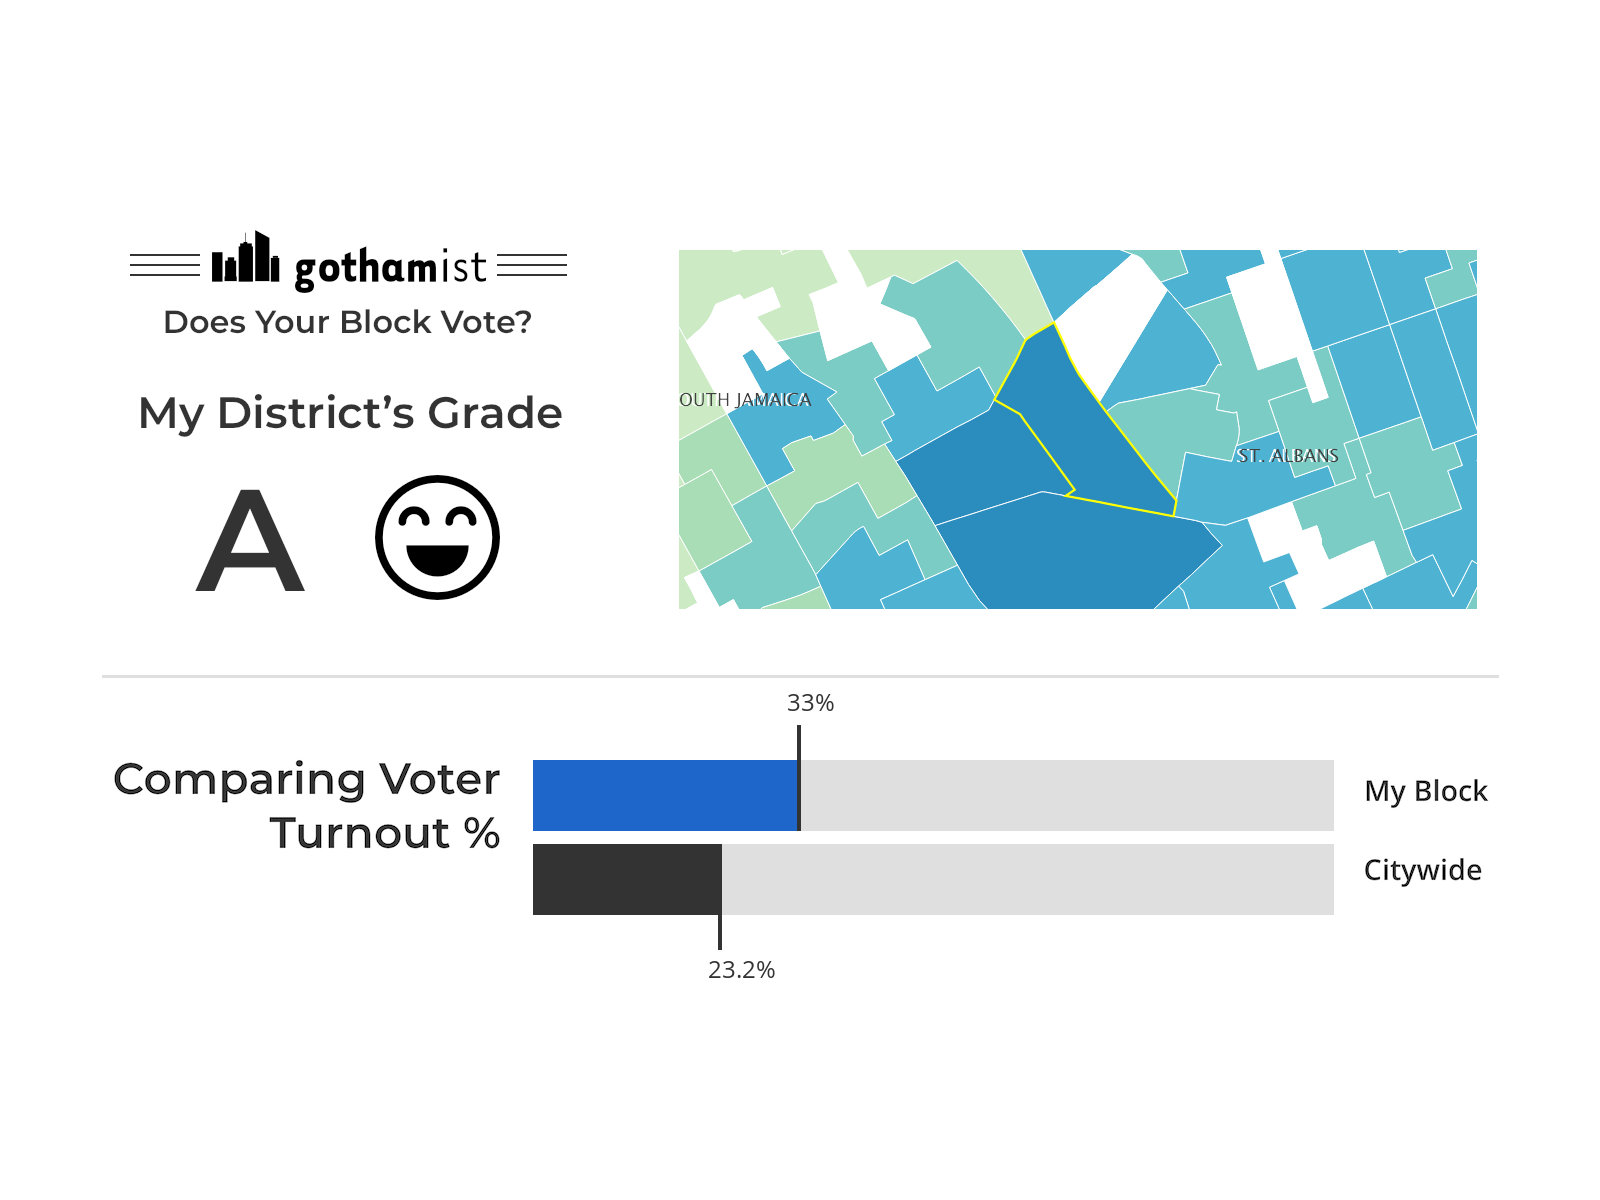 gothamist
Does Your Block Vote?
My District’s Grade
A
OUTH JAMAICA
ST. ALBANS
33%
Comparing Voter
Turnout %
My Block
Citywide
23.2%